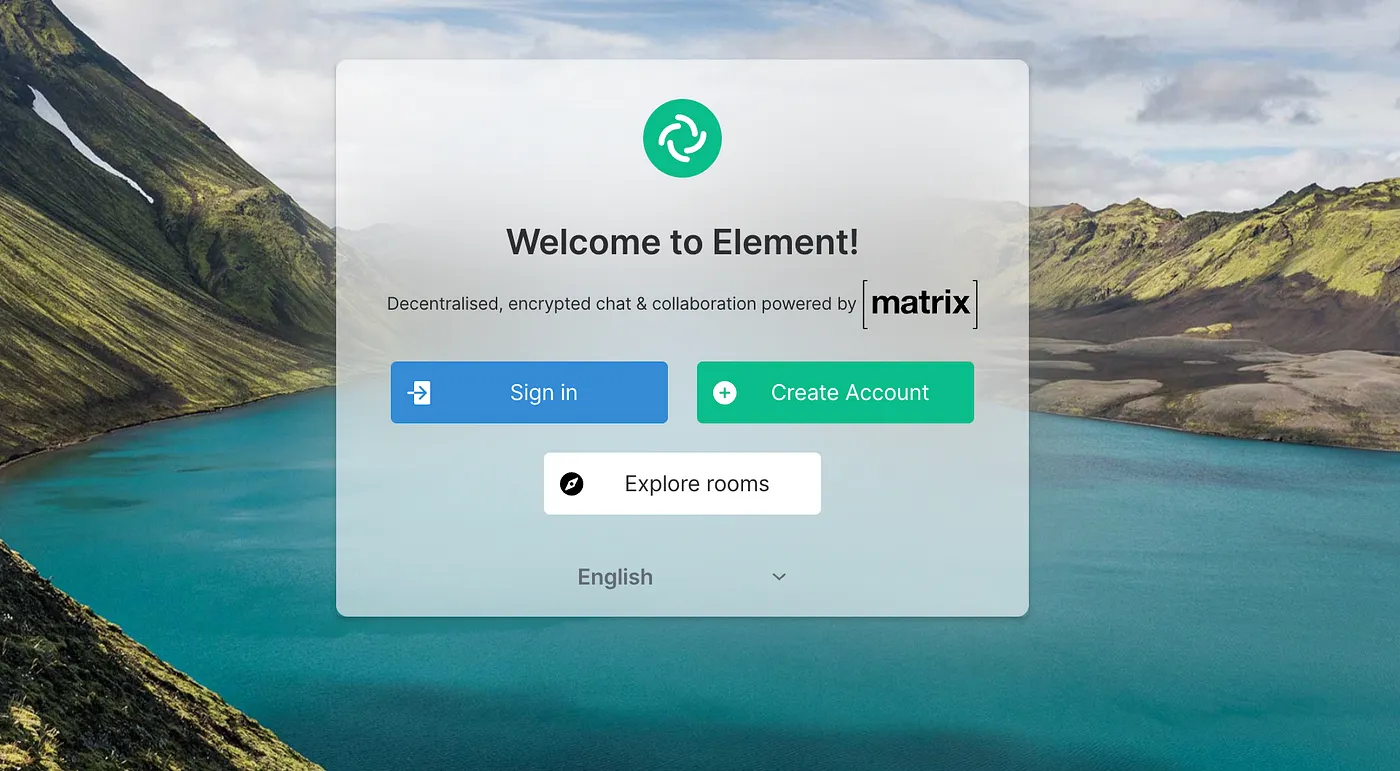 Welcome to Element!
Decentralised, encrypted chat & collaboration powered by [matrix]
Sign in
Create Account
Explore rooms
English